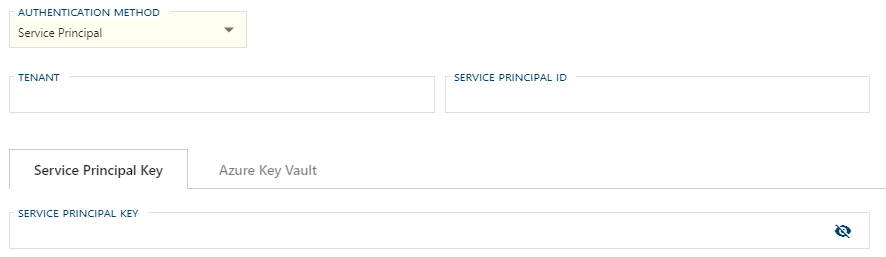 AUTHENTICATION METHOD
Service Principal
TENANT
SERVICE PRINCIPAL ID
Service Principal Key
Azure Key Vault
SERVICE PRINCIPAL KEY